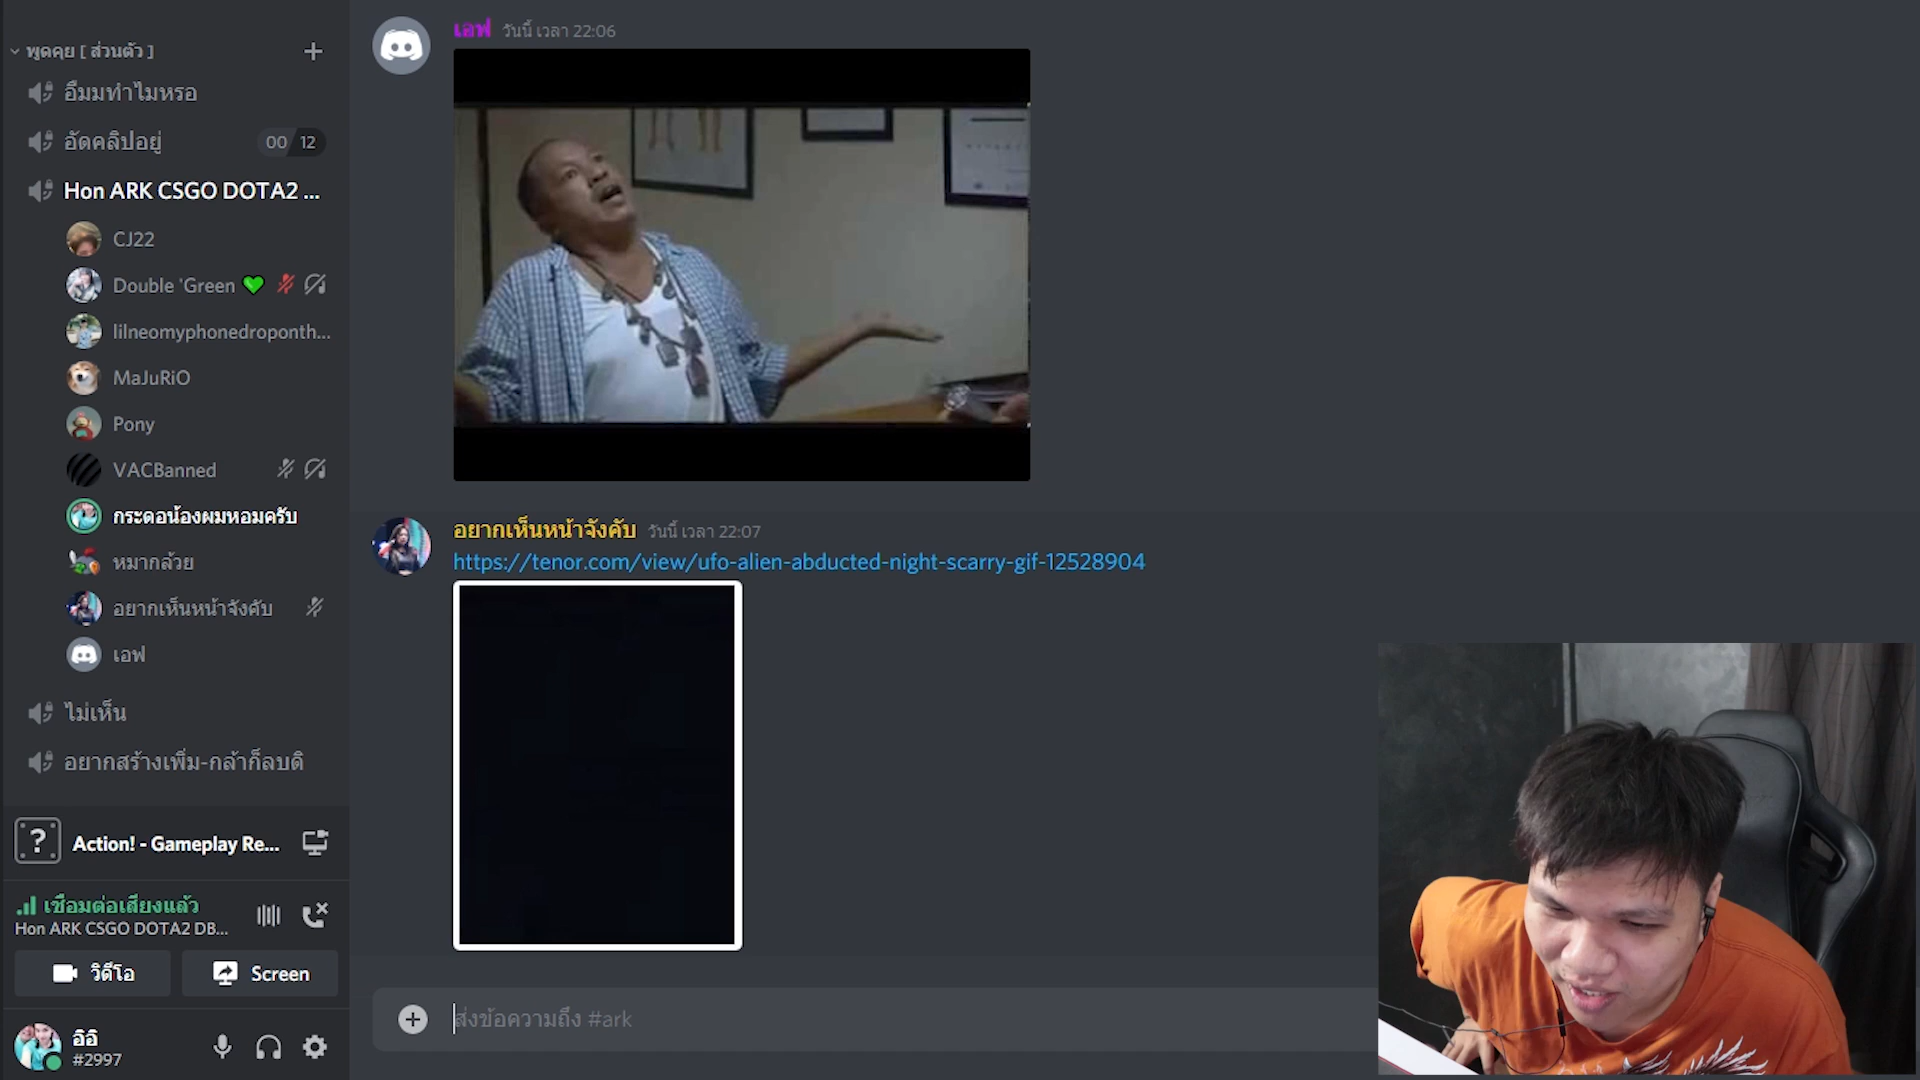 พูดคุย [ ส่วนตัว ]
อืมมทำไมหรอ
อัดคลิปอยู่ 00 12
Hon ARK CSGO DOTA2 ...
CJ22
Double 'Green
lilneomyphonedroponth...
MaJuRiO
Pony
VACBanned
กระดอน้องผมหอมครับ
หมากล้วย
อยากเห็นหน้าจังคับ
เอฟ
ไม่เห็น
อยากสร้างเพิ่ม-กล้าก็ลบดิ
Action! - Gameplay Re...
เชื่อมต่อเสียงแล้ว
Hon ARK CSGO DOTA2 DB...
วิดีโอ Screen
อิอิ
#2997
เอฟ วันนี้ เวลา 22:06
อยากเห็นหน้าจังคับ วันนี้ เวลา 22:07
https://tenor.com/view/ufo-alien-abducted-night-scarry-gif-12528904
ส่งข้อความถึง #ark